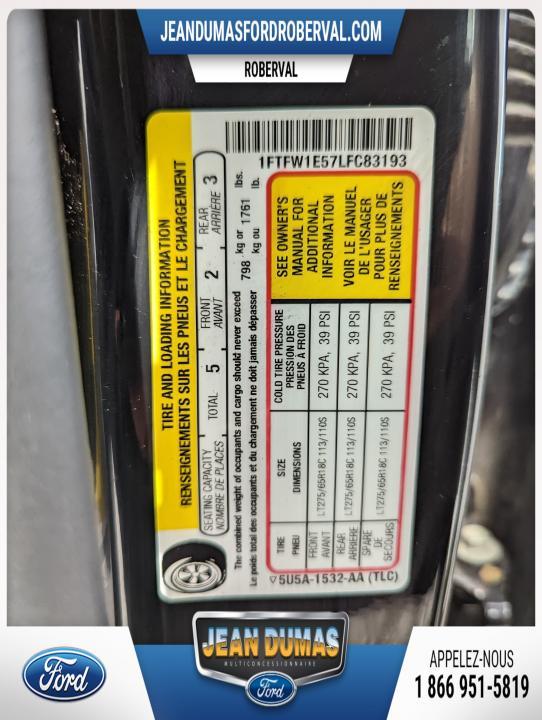 JEANDUMASFORDROBERVAL.COM
ROBERVAL
1FTFW1E57LFC83193
TIRE AND LOADING INFORMATION
RENSEIGNEMENTS SUR LES PNEUS ET LE CHARGEMENT
SEATING CAPACITY
NOMBRE DE PLACES
TOTAL 5
FRONT
AVANT 2
REAR
ARRIÈRE 3
The combined weight of occupants and cargo should never exceed 798 kg or 1761 lbs.
Le poids total des occupants et du chargement ne doit jamais dépasser kg ou lb.
TIRE
PNEU
SIZE
DIMENSIONS
COLD TIRE PRESSURE
PRESSION DES
PNEUS À FROID
FRONT
AVANT
LT275/65R18C 113/110S
270 KPA, 39 PSI
REAR
ARRIÈRE
LT275/65R18C 113/110S
270 KPA, 39 PSI
SPARE
DE
SECOURS
LT275/65R18C 113/110S
270 KPA, 39 PSI
SEE OWNER'S
MANUAL FOR
ADDITIONAL
INFORMATION
VOIR LE MANUEL
DE L'USAGER
POUR PLUS DE
RENSEIGNEMENTS
5U5A-1532-AA (TLC)
Ford
JEAN DUMAS
MULTICONCESSIONNAIRE
Ford
APPELEZ-NOUS
1 866 951-5819